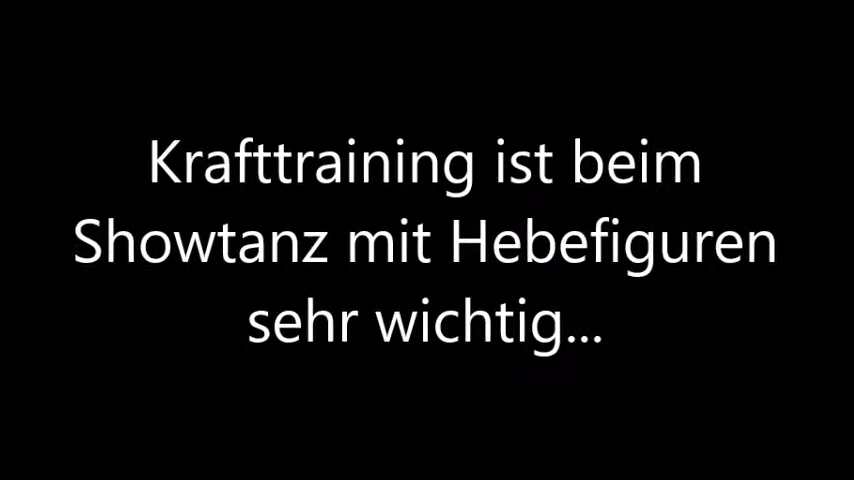 Krafttraining ist beim
Showtanz mit Hebefiguren
sehr wichtig...